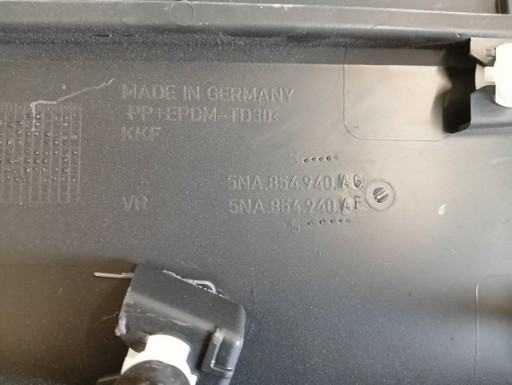 MADE IN GERMANY
>PP+EPDM-TD30<
KKF
S.....
5NA.854.940.AG
VR 5NA.854.940.AF
S......